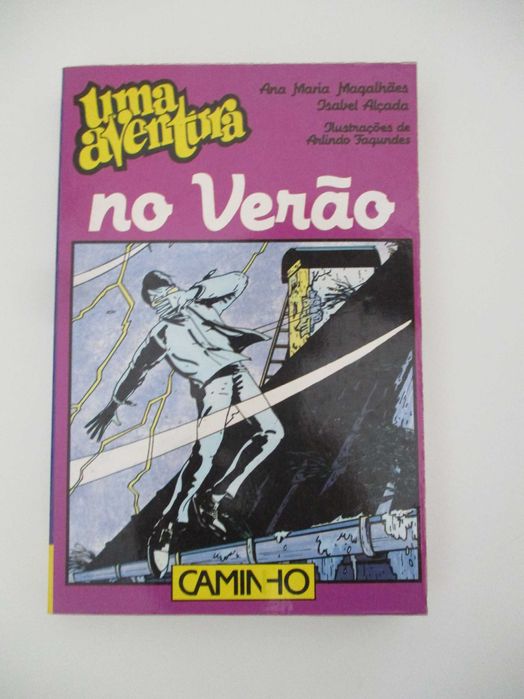 uma
aventura
Ana Maria Magalhães
Isabel Alçada
Ilustrações de
Arlindo Fagundes
no Verão
CAMINHO